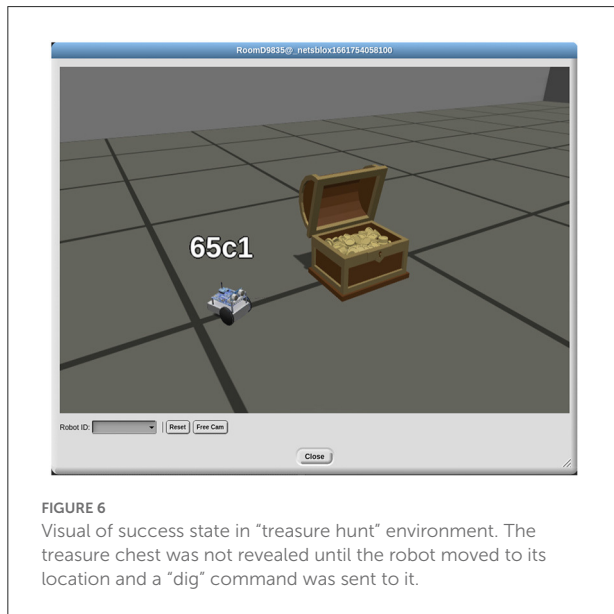 RoomD9835@_netsblox1661754058100
65c1
Robot ID: Reset Free Cam
Close
FIGURE 6
Visual of success state in “treasure hunt” environment. The
treasure chest was not revealed until the robot moved to its
location and a “dig” command was sent to it.